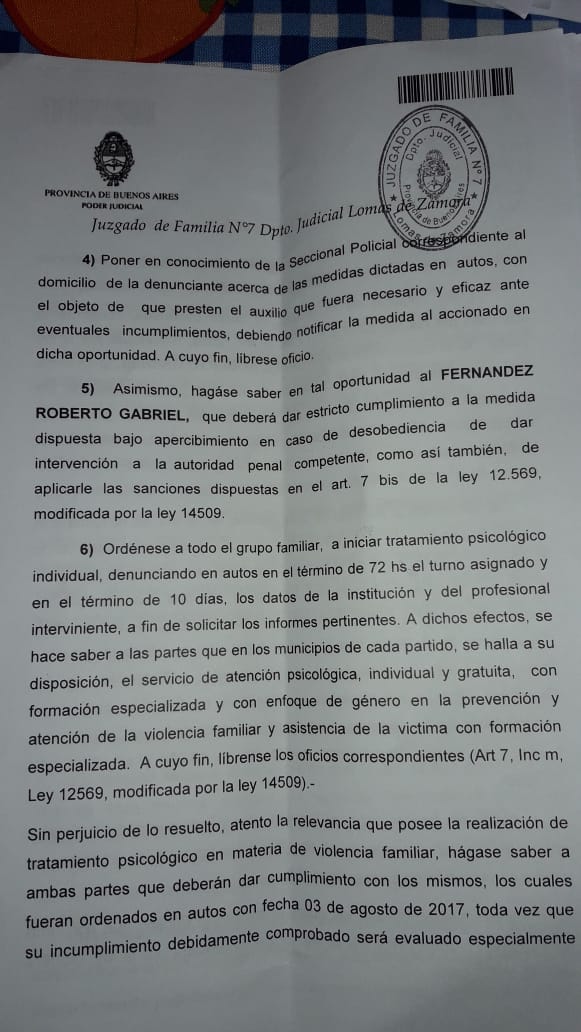 JUZGADO DE FAMILIA Nº 7
Dpto. Judicial
Provincia de Buenos Aires
Lomas de Zamora
PROVINCIA DE BUENOS AIRES
PODER JUDICIAL
Juzgado de Familia Nº7 Dpto. Judicial Lomas de Zamora
4) Poner en conocimiento de la Seccional Policial correspondiente al
domicilio de la denunciante acerca de las medidas dictadas en autos, con
el objeto de que presten el auxilio que fuera necesario y eficaz ante
eventuales incumplimientos, debiendo notificar la medida al accionado en
dicha oportunidad. A cuyo fin, líbrese oficio.
5) Asimismo, hagáse saber en tal oportunidad al FERNANDEZ
ROBERTO GABRIEL, que deberá dar estricto cumplimiento a la medida
dispuesta bajo apercibimiento en caso de desobediencia de dar
intervención a la autoridad penal competente, como así también, de
aplicarle las sanciones dispuestas en el art. 7 bis de la ley 12.569,
modificada por la ley 14509.
6) Ordénese a todo el grupo familiar, a iniciar tratamiento psicológico
individual, denunciando en autos en el término de 72 hs el turno asignado y
en el término de 10 días, los datos de la institución y del profesional
interviniente, a fin de solicitar los informes pertinentes. A dichos efectos, se
hace saber a las partes que en los municipios de cada partido, se halla a su
disposición, el servicio de atención psicológica, individual y gratuita, con
formación especializada y con enfoque de género en la prevención y
atención de la violencia familiar y asistencia de la victima con formación
especializada. A cuyo fin, líbrense los oficios correspondientes (Art 7, Inc m,
Ley 12569, modificada por la ley 14509).-
Sin perjuicio de lo resuelto, atento la relevancia que posee la realización de
tratamiento psicológico en materia de violencia familiar, hágase saber a
ambas partes que deberán dar cumplimiento con los mismos, los cuales
fueran ordenados en autos con fecha 03 de agosto de 2017, toda vez que
su incumplimiento debidamente comprobado será evaluado especialmente